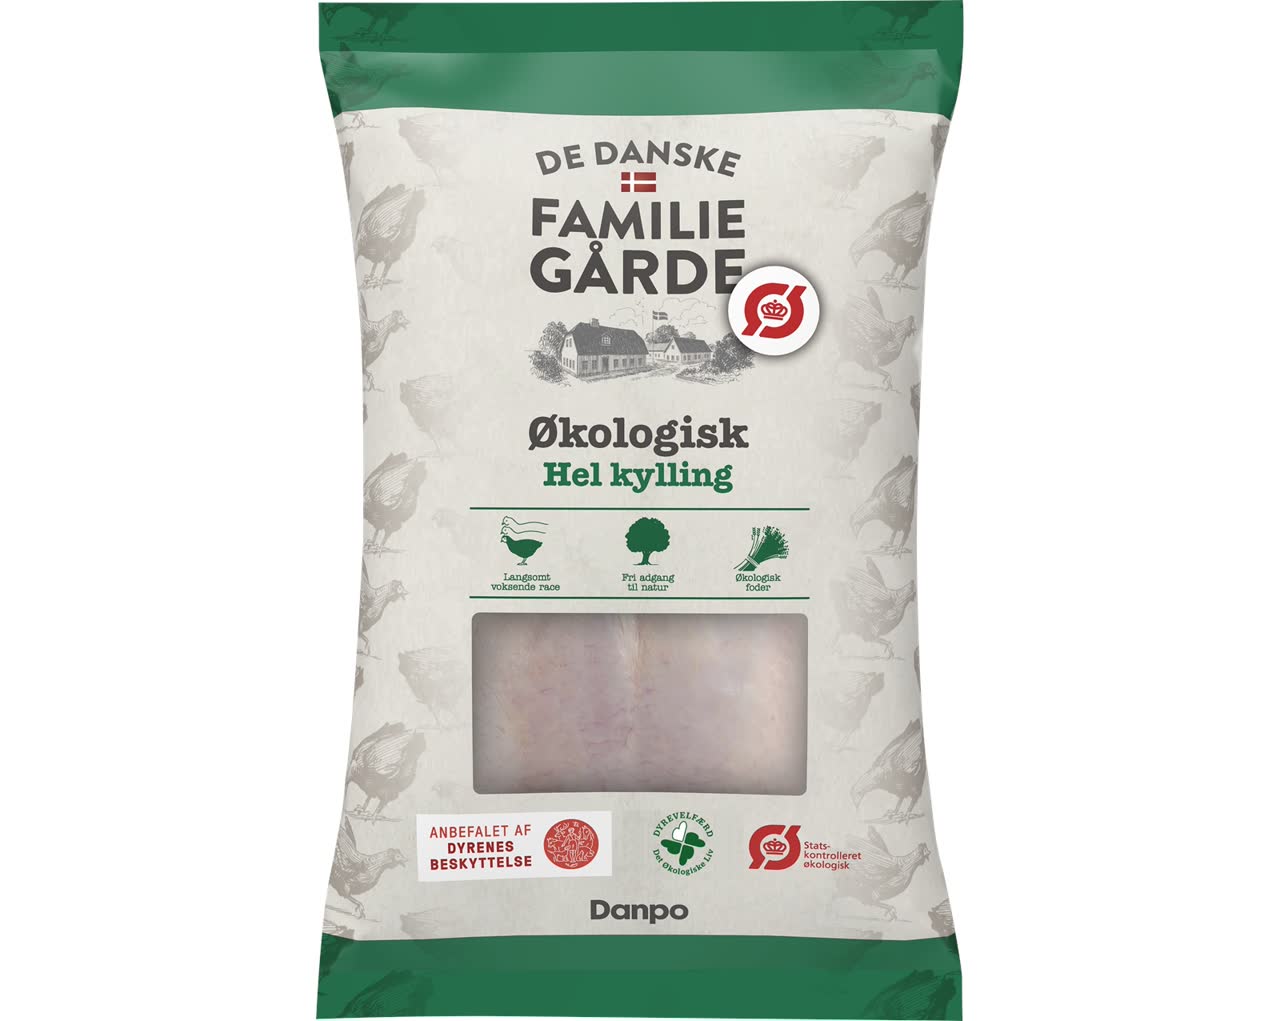 DE DANSKE
FAMILIE
GÅRDE
Økologisk
Hel kylling
Langsomt
voksende race
Fri adgang
til natur
Økologisk
foder
ANBEFALET AF
DYRENES
BESKYTTELSE
DYREVELFÆRD
Det Økologiske Liv
Ø
Stats-
kontrolleret
økologisk
Danpo